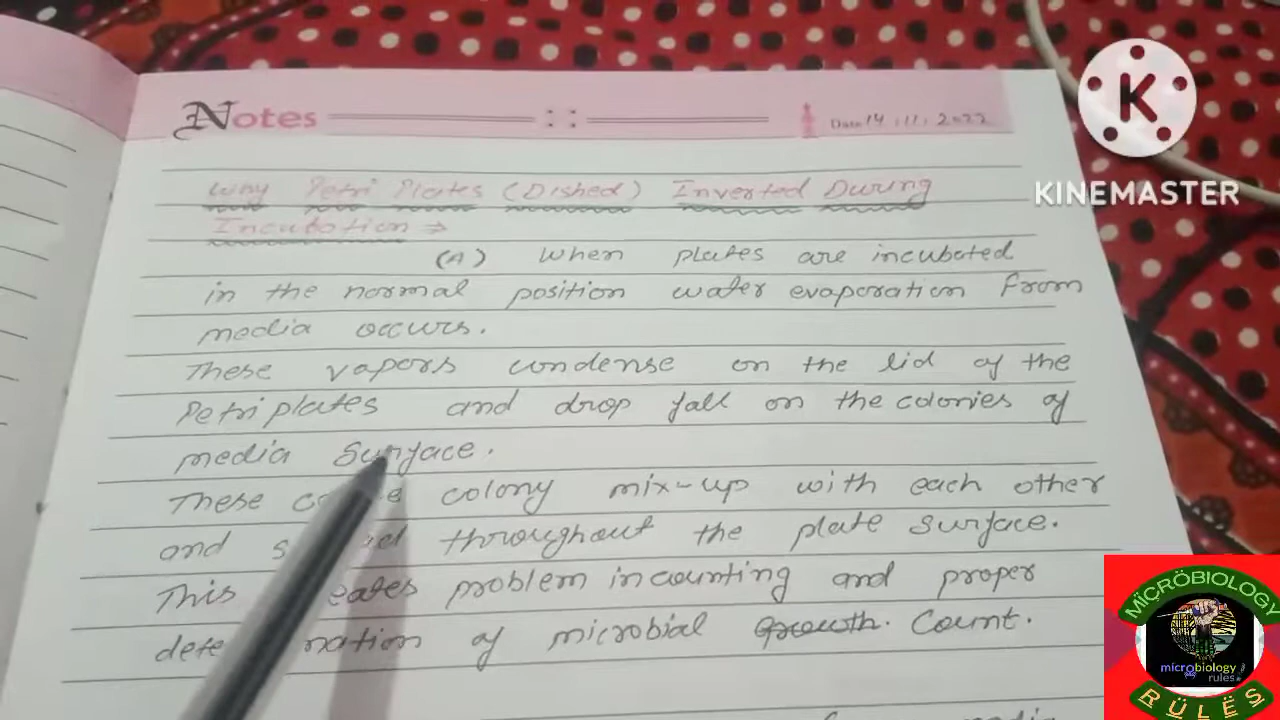 Notes
Date 14 : 11 : 2022
Why Petri Plates (Dished) Inverted During
Incubation ⇒
(A) When plates are incubated
in the normal position water evaporation from
media occurs.
These vapors condense on the lid of the
Petriplates and drop fall on the colonies of
media surface.
These colony mix-up with each other
and throughout the plate surface.
This problem in counting and proper
of microbial growth. Count.
K
KINEMASTER
MICRÖBIOLOGY
microbiology
rules.
RÜLËS